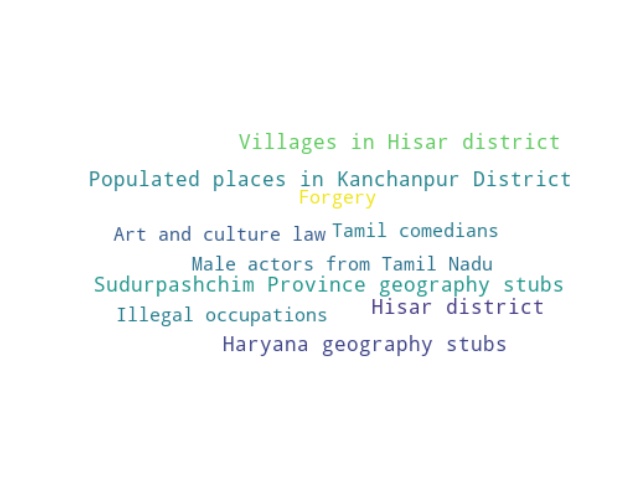 Villages in Hisar district
Populated places in Kanchanpur District
Forgery
Art and culture law
Tamil comedians
Male actors from Tamil Nadu
Sudurpashchim Province geography stubs
Hisar district
Illegal occupations
Haryana geography stubs